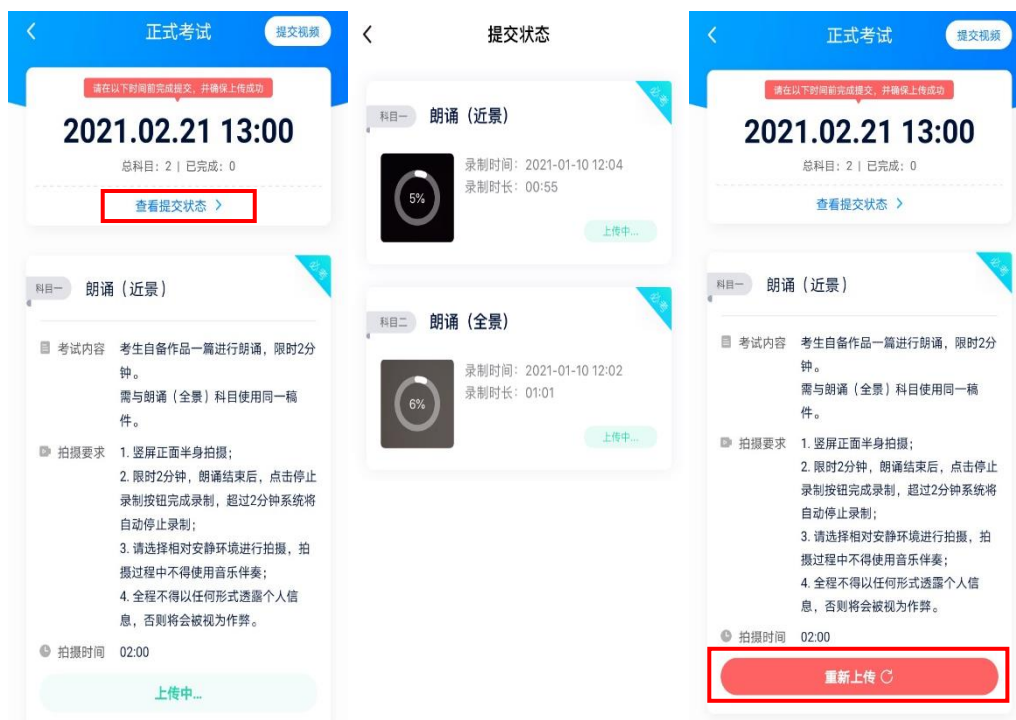 正式考试
提交视频
请在以下时间前完成提交，并确保上传成功
2021.02.21 13:00
总科目：2 | 已完成：0
查看提交状态
必考
科目一 朗诵（近景）
考试内容 考生自备作品一篇进行朗诵，限时2分
钟。
需与朗诵（全景）科目使用同一稿
件。
拍摄要求 1. 竖屏正面半身拍摄；
2. 限时2分钟，朗诵结束后，点击停止
录制按钮完成录制，超过2分钟系统将
自动停止录制；
3. 请选择相对安静环境进行拍摄，拍
摄过程中不得使用音乐伴奏；
4. 全程不得以任何形式透露个人信
息，否则将会被视为作弊。
拍摄时间 02:00
上传中...
提交状态
必考
科目一 朗诵（近景）
5%
录制时间：2021-01-10 12:04
录制时长：00:55
上传中...
必考
科目二 朗诵（全景）
6%
录制时间：2021-01-10 12:02
录制时长：01:01
上传中...
正式考试
提交视频
请在以下时间前完成提交，并确保上传成功
2021.02.21 13:00
总科目：2 | 已完成：0
查看提交状态
必考
科目一 朗诵（近景）
考试内容 考生自备作品一篇进行朗诵，限时2分
钟。
需与朗诵（全景）科目使用同一稿
件。
拍摄要求 1. 竖屏正面半身拍摄；
2. 限时2分钟，朗诵结束后，点击停止
录制按钮完成录制，超过2分钟系统将
自动停止录制；
3. 请选择相对安静环境进行拍摄，拍
摄过程中不得使用音乐伴奏；
4. 全程不得以任何形式透露个人信
息，否则将会被视为作弊。
拍摄时间 02:00
重新上传